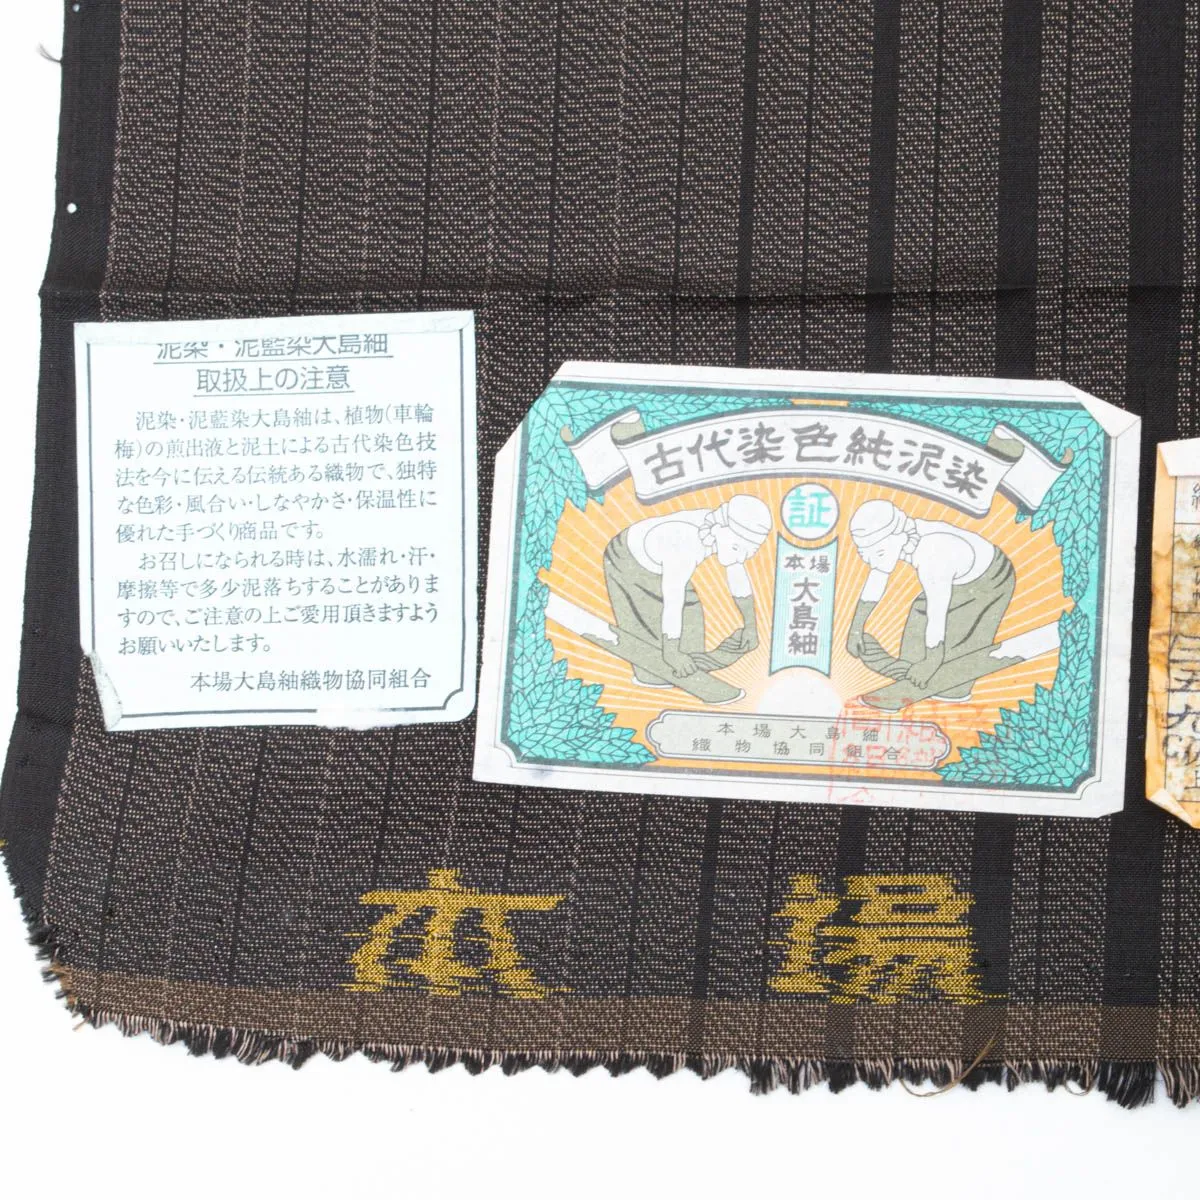 泥染・泥藍染大島紬
取扱上の注意
泥染・泥藍染大島紬は、植物(車輪
梅)の煎出液と泥土による古代染色技
法を今に伝える伝統ある織物で、独特
な色彩・風合い・しなやかさ・保温性に
優れた手づくり商品です。
お召しになられる時は、水濡れ・汗・
摩擦等で多少泥落ちすることがありま
すので、ご注意の上ご愛用頂きますよう
お願いいたします。
本場大島紬織物協同組合
古代染色純泥染
証
本場
大島紬
本場大島紬
織物協同組合
本場